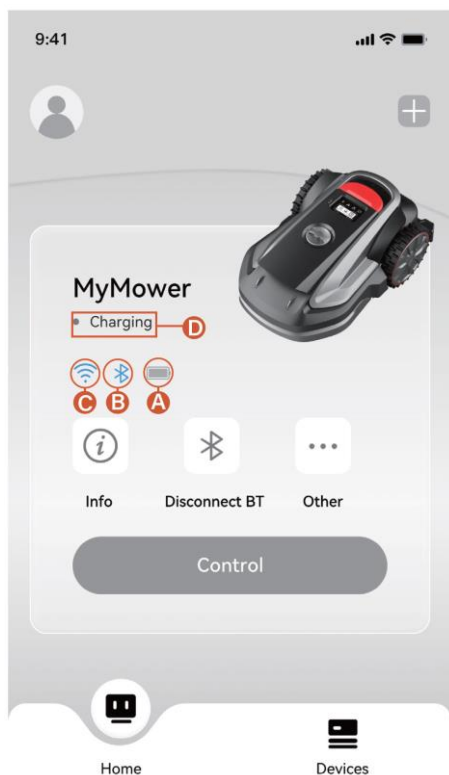 9:41
MyMower
Charging D
C B A
Info Disconnect BT Other
Control
Home Devices